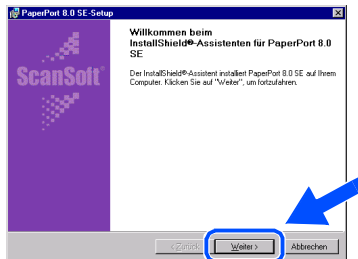 PaperPort 8.0 SE-Setup
Willkommen beim
InstallShield®-Assistenten für PaperPort 8.0
SE
ScanSoft®
Der InstallShield®-Assistent installiert PaperPort 8.0 SE auf Ihrem
Computer. Klicken Sie auf "Weiter", um fortzufahren.
< Zurück
Weiter >
Abbrechen